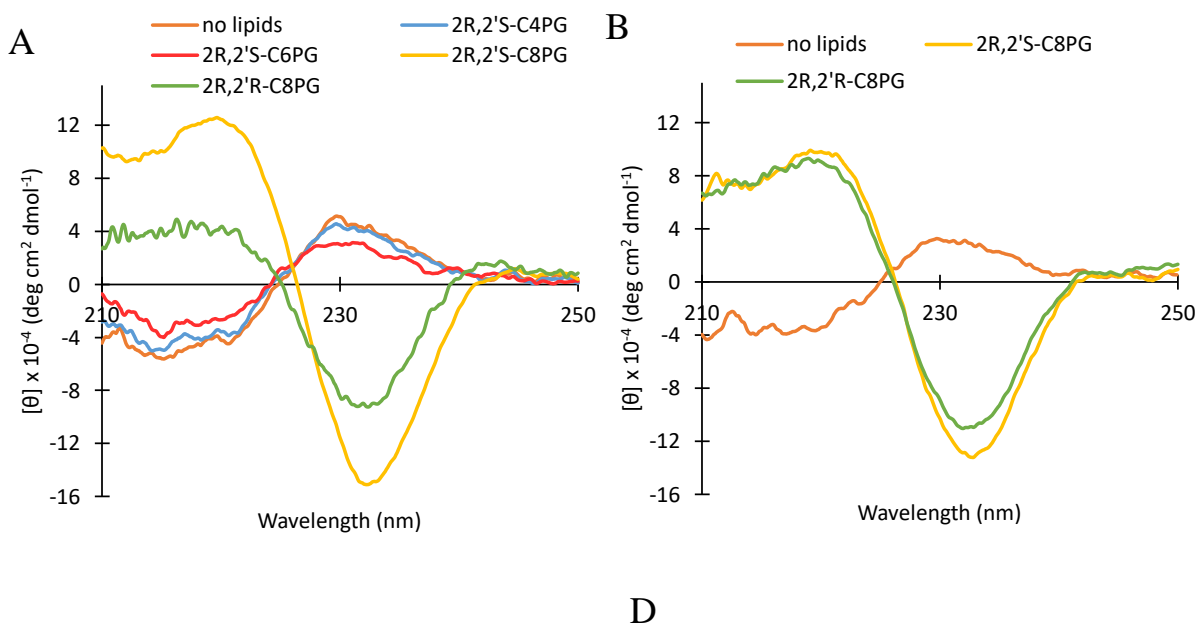 A
no lipids
2R,2'S-C4PG
2R,2'S-C6PG
2R,2'S-C8PG
2R,2'R-C8PG
12
8
4
0
-4
-8
-12
-16
210
230
250
[θ] x 10⁻⁴ (deg cm² dmol⁻¹)
Wavelength (nm)
B
no lipids
2R,2'S-C8PG
2R,2'R-C8PG
12
8
4
0
-4
-8
-12
-16
210
230
250
[θ] x 10⁻⁴ (deg cm² dmol⁻¹)
Wavelength (nm)
D